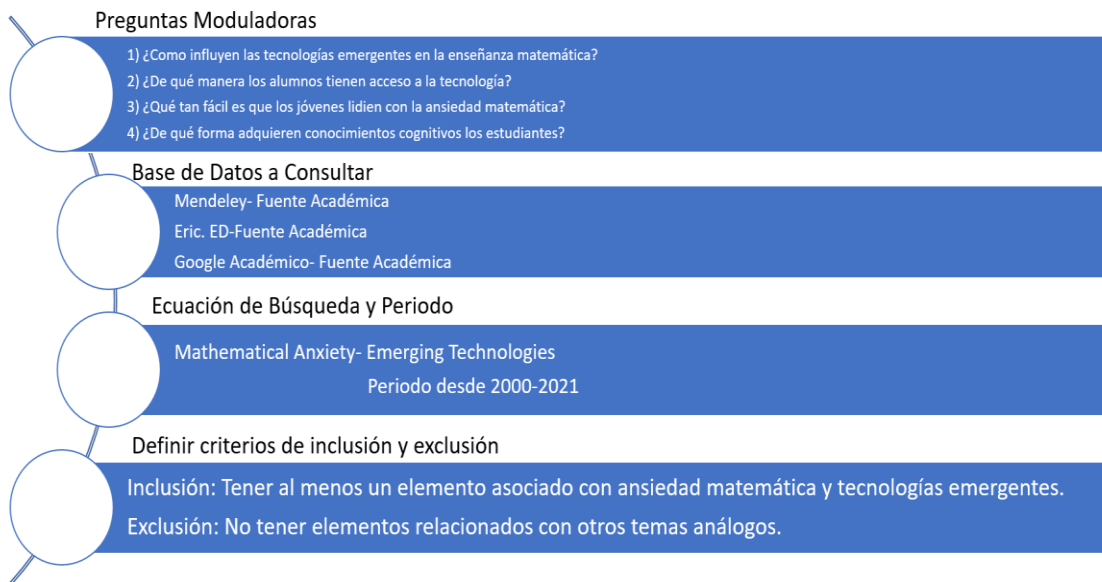 Preguntas Moduladoras
1) ¿Como influyen las tecnologías emergentes en la enseñanza matemática?
2) ¿De qué manera los alumnos tienen acceso a la tecnología?
3) ¿Qué tan fácil es que los jóvenes lidien con la ansiedad matemática?
4) ¿De qué forma adquieren conocimientos cognitivos los estudiantes?
Base de Datos a Consultar
Mendeley- Fuente Académica
Eric. ED-Fuente Académica
Google Académico- Fuente Académica
Ecuación de Búsqueda y Periodo
Mathematical Anxiety- Emerging Technologies
Periodo desde 2000-2021
Definir criterios de inclusión y exclusión
Inclusión: Tener al menos un elemento asociado con ansiedad matemática y tecnologías emergentes.
Exclusión: No tener elementos relacionados con otros temas análogos.